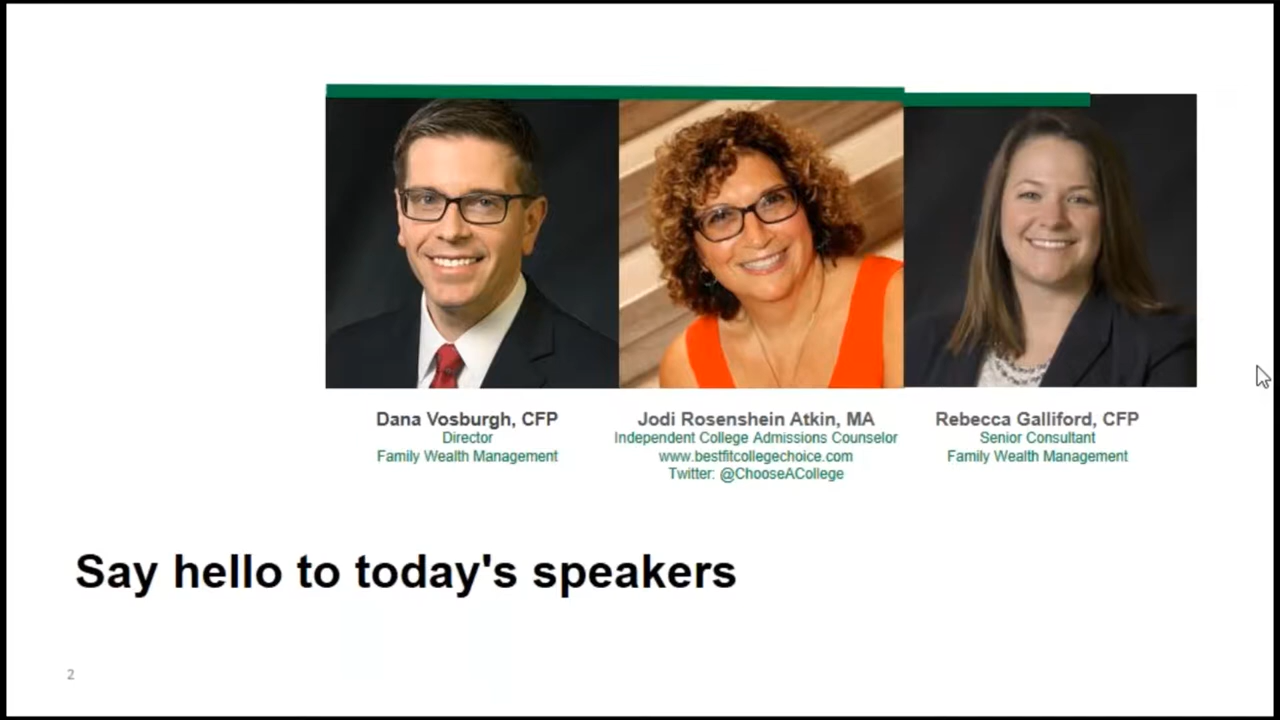 Dana Vosburgh, CFP
Director
Family Wealth Management
Jodi Rosenshein Atkin, MA
Independent College Admissions Counselor
www.bestfitcollegechoice.com
Twitter: @ChooseACollege
Rebecca Galliford, CFP
Senior Consultant
Family Wealth Management
Say hello to today's speakers
2